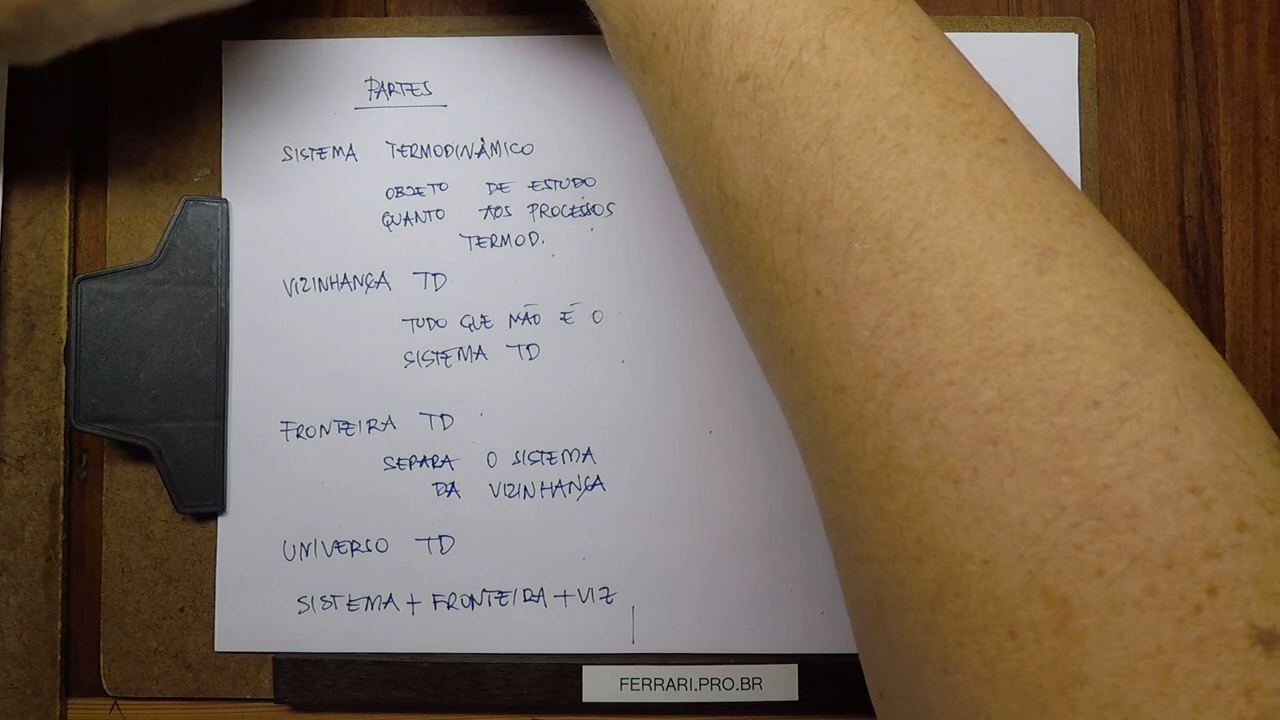 PARTES
SISTEMA TERMODINÂMICO
OBJETO DE ESTUDO
QUANTO AOS PROCESSOS
TERMOD.
VIZINHANÇA TD
TUDO QUE NÃO É O
SISTEMA TD
FRONTEIRA TD
SEPARA O SISTEMA
DA VIZINHANÇA
UNIVERSO TD
SISTEMA + FRONTEIRA + VIZ
FERRARI.PRO.BR